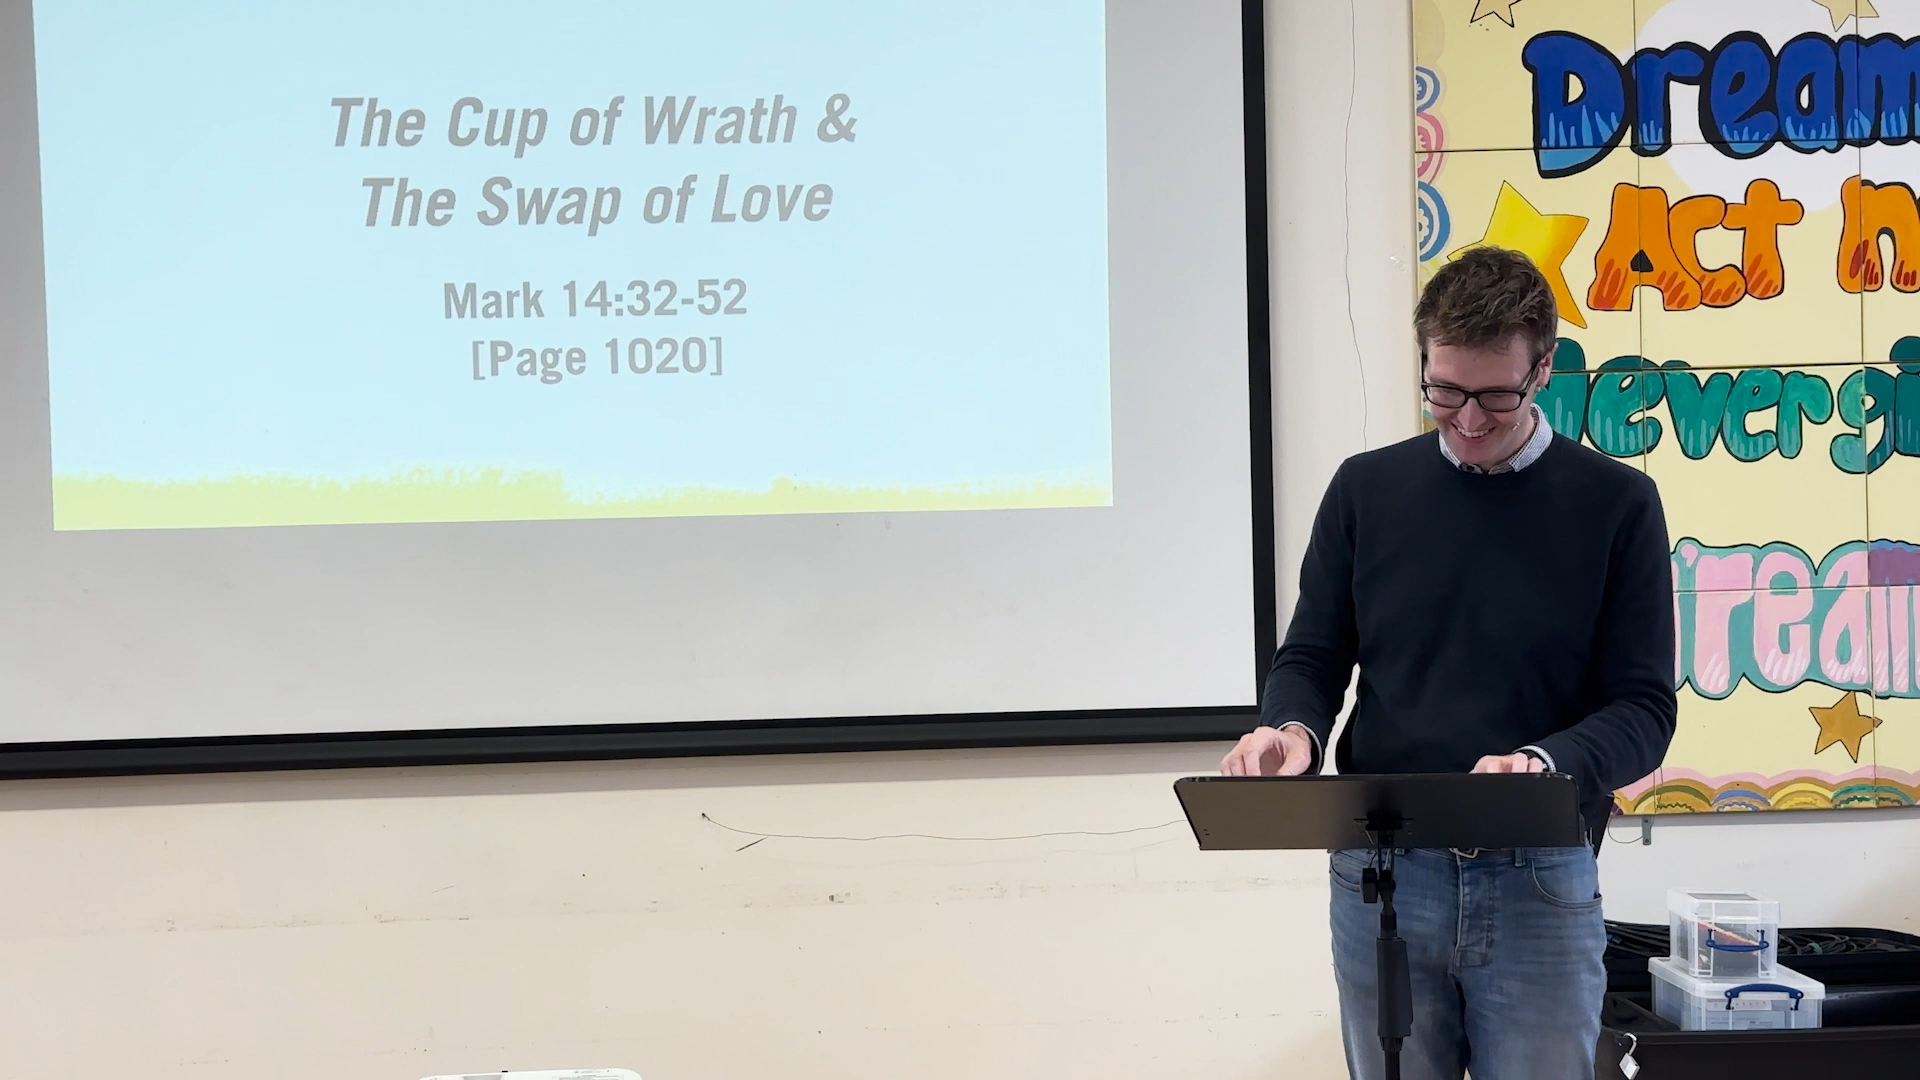 The Cup of Wrath &
The Swap of Love
Mark 14:32-52
[Page 1020]
Dream
Act